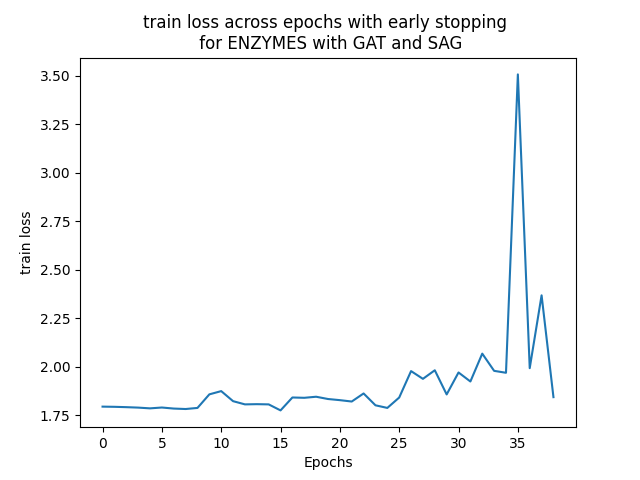 train loss across epochs with early stopping
for ENZYMES with GAT and SAG
3.50
3.25
3.00
2.75
2.50
2.25
2.00
1.75
train loss
0 5 10 15 20 25 30 35
Epochs